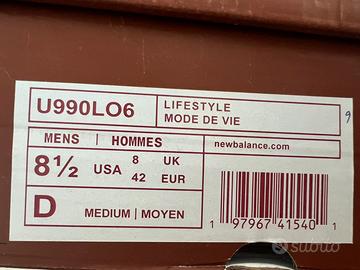 U990LO6
LIFESTYLE
MODE DE VIE
MENS | HOMMES
newbalance.com
8½ USA 8 UK
42 EUR
D MEDIUM | MOYEN
1 97967 41540 1
9
subito